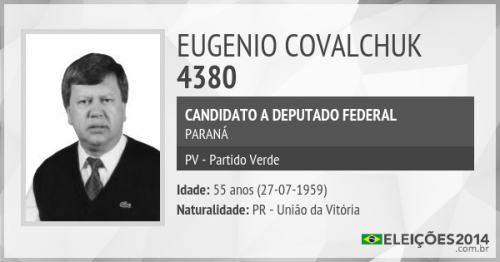 EUGENIO COVALCHUK
4380
CANDIDATO A DEPUTADO FEDERAL
PARANÁ
PV - Partido Verde
Idade: 55 anos (27-07-1959)
Naturalidade: PR - União da Vitória
ELEIÇÕES2014
.com.br